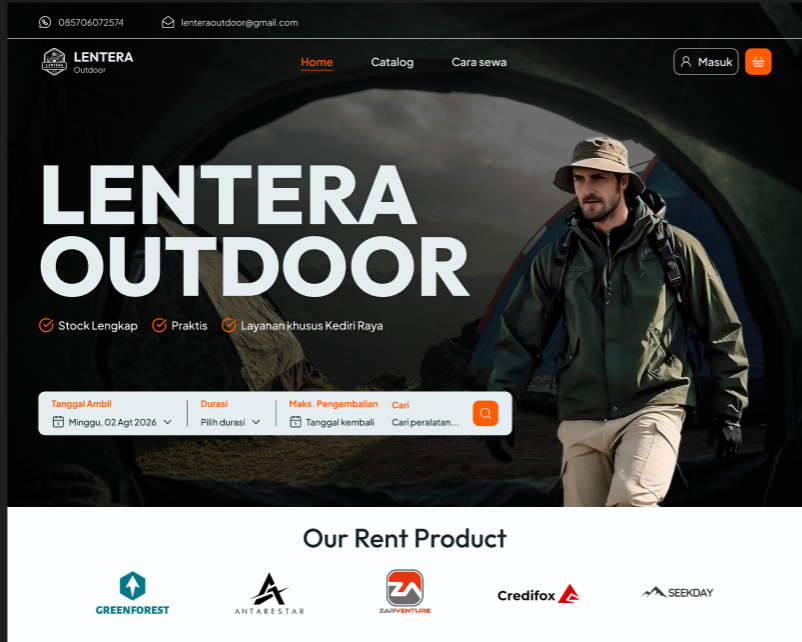 085706072574 lenteraoutdoor@gmail.com
LENTERA
Outdoor
Home Catalog Cara sewa
Masuk
LENTERA
OUTDOOR
Stock Lengkap Praktis Layanan khusus Kediri Raya
Tanggal Ambil Durasi Maks. Pengembalian Cari
Minggu, 02 Agt 2026 Pilih durasi Tanggal kembali Cari peralatan...
Our Rent Product
GREENFOREST
ANTARESTAR
ZA
ZARVENTURE
Credifox
SEEKDAY